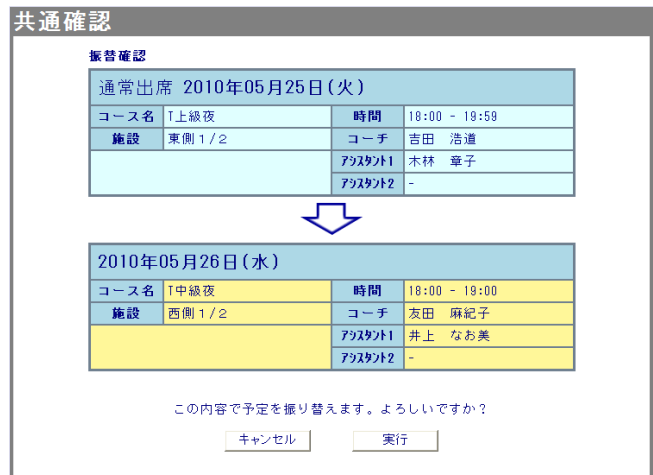 共通確認
振替確認
通常出席 2010年05月25日(火)
コース名 T上級夜 時間 18:00 - 19:59
施設 東側1/2 コーチ 吉田 浩道
ｱｼｽﾀﾝﾄ1 木林 章子
ｱｼｽﾀﾝﾄ2 -
2010年05月26日(水)
コース名 T中級夜 時間 18:00 - 19:00
施設 西側1/2 コーチ 友田 麻紀子
ｱｼｽﾀﾝﾄ1 井上 なお美
ｱｼｽﾀﾝﾄ2 -
この内容で予定を振り替えます。よろしいですか？
キャンセル 実行